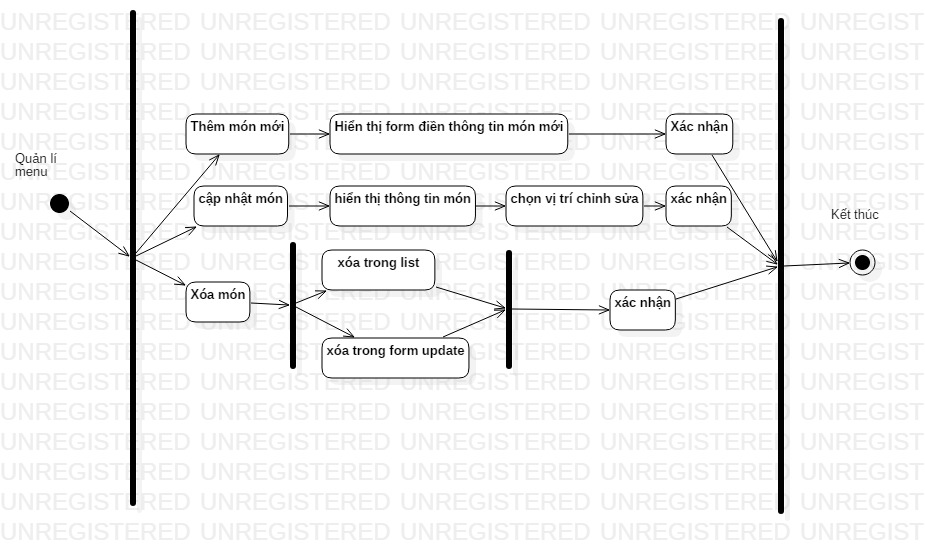 UNREGISTERED UNREGISTERED UNREGISTERED UNREGISTERED UNREGIST
Thêm món mới
Hiển thị form điền thông tin món mới
Xác nhận
Quản lí
menu
cập nhật món
hiển thị thông tin món
chọn vị trí chỉnh sửa
xác nhận
Kết thúc
xóa trong list
Xóa món
xác nhận
xóa trong form update